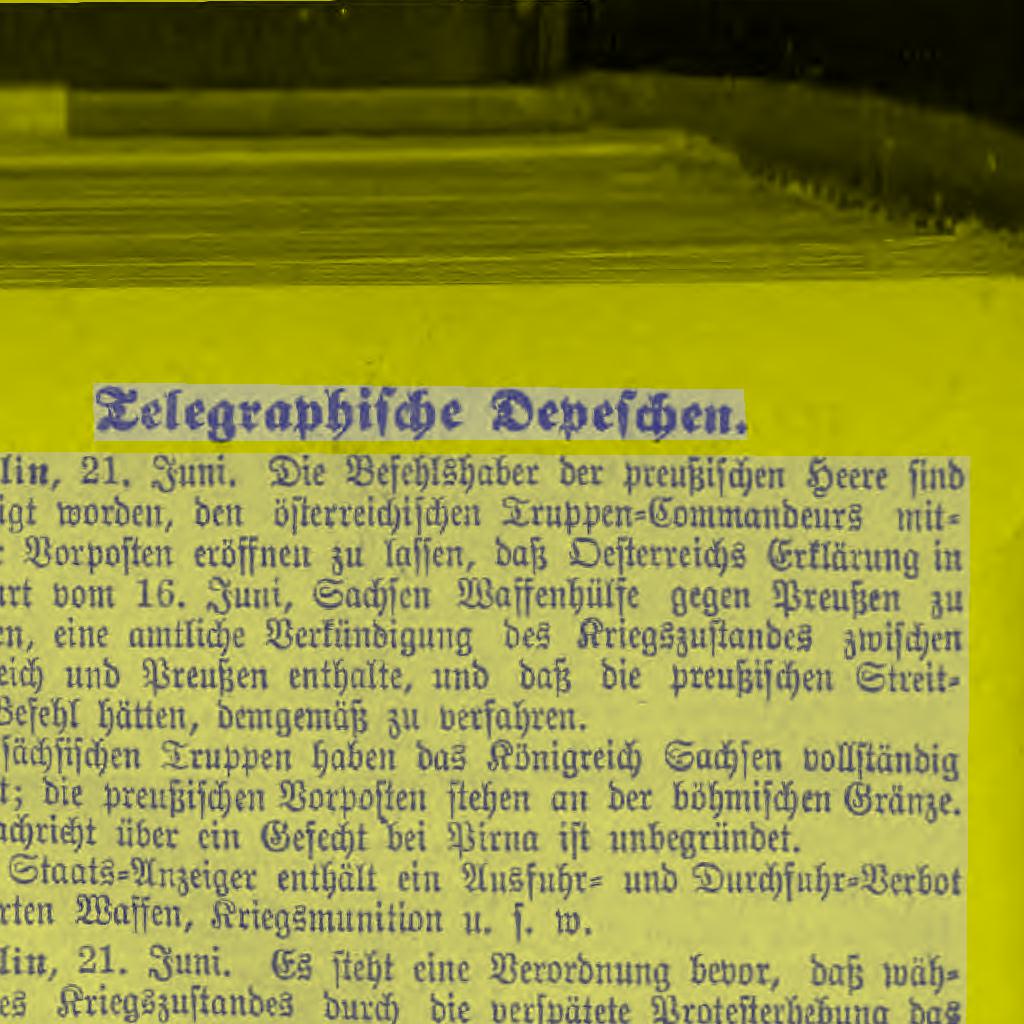 Telegraphische Depeschen.
lin, 21. Juni. Die Befehlshaber der preußischen Heere sind
igt worden, den österreichischen Truppen-Commandeurs mit-
r Vorposten eröffnen zu lassen, daß Oesterreichs Erklärung in
urt vom 16. Juni, Sachsen Waffenhülfe gegen Preußen zu
en, eine amtliche Verkündigung des Kriegszustandes zwischen
eich und Preußen enthalte, und daß die preußischen Streit-
Befehl hätten, demgemäß zu verfahren.
sächsischen Truppen haben das Königreich Sachsen vollständig
t; die preußischen Vorposten stehen an der böhmischen Gränze.
achricht über ein Gefecht bei Pirna ist unbegründet.
Staats-Anzeiger enthält ein Ausfuhr- und Durchfuhr-Verbot
rten Waffen, Kriegsmunition u. s. w.
lin, 21. Juni. Es steht eine Verordnung bevor, daß wäh-
es Kriegszustandes durch die verspätete Protesterhebung das